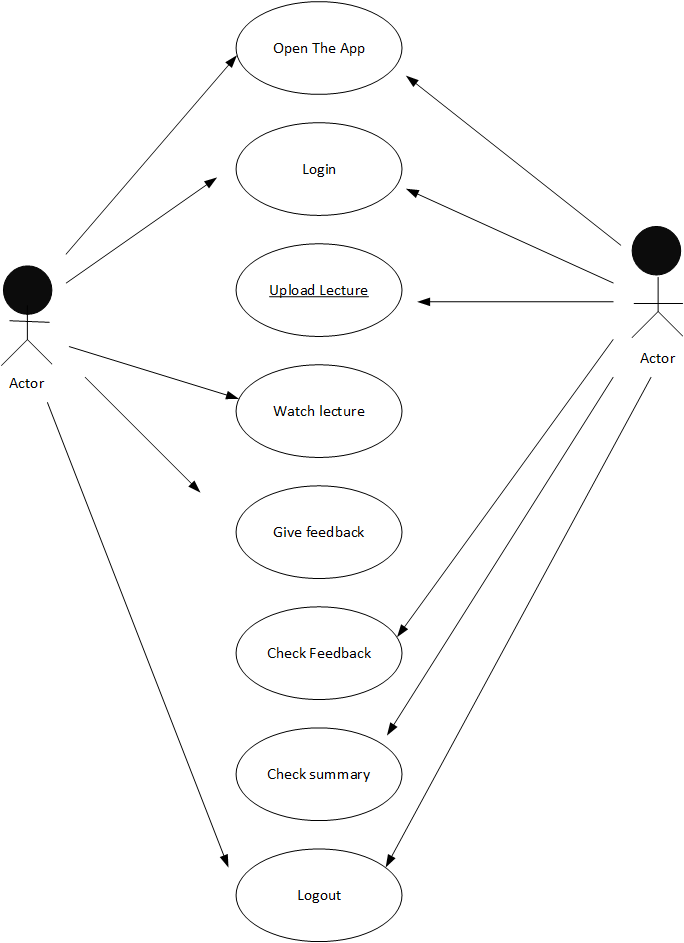 Open The App
Login
Upload Lecture
Actor
Actor
Watch lecture
Give feedback
Check Feedback
Check summary
Logout